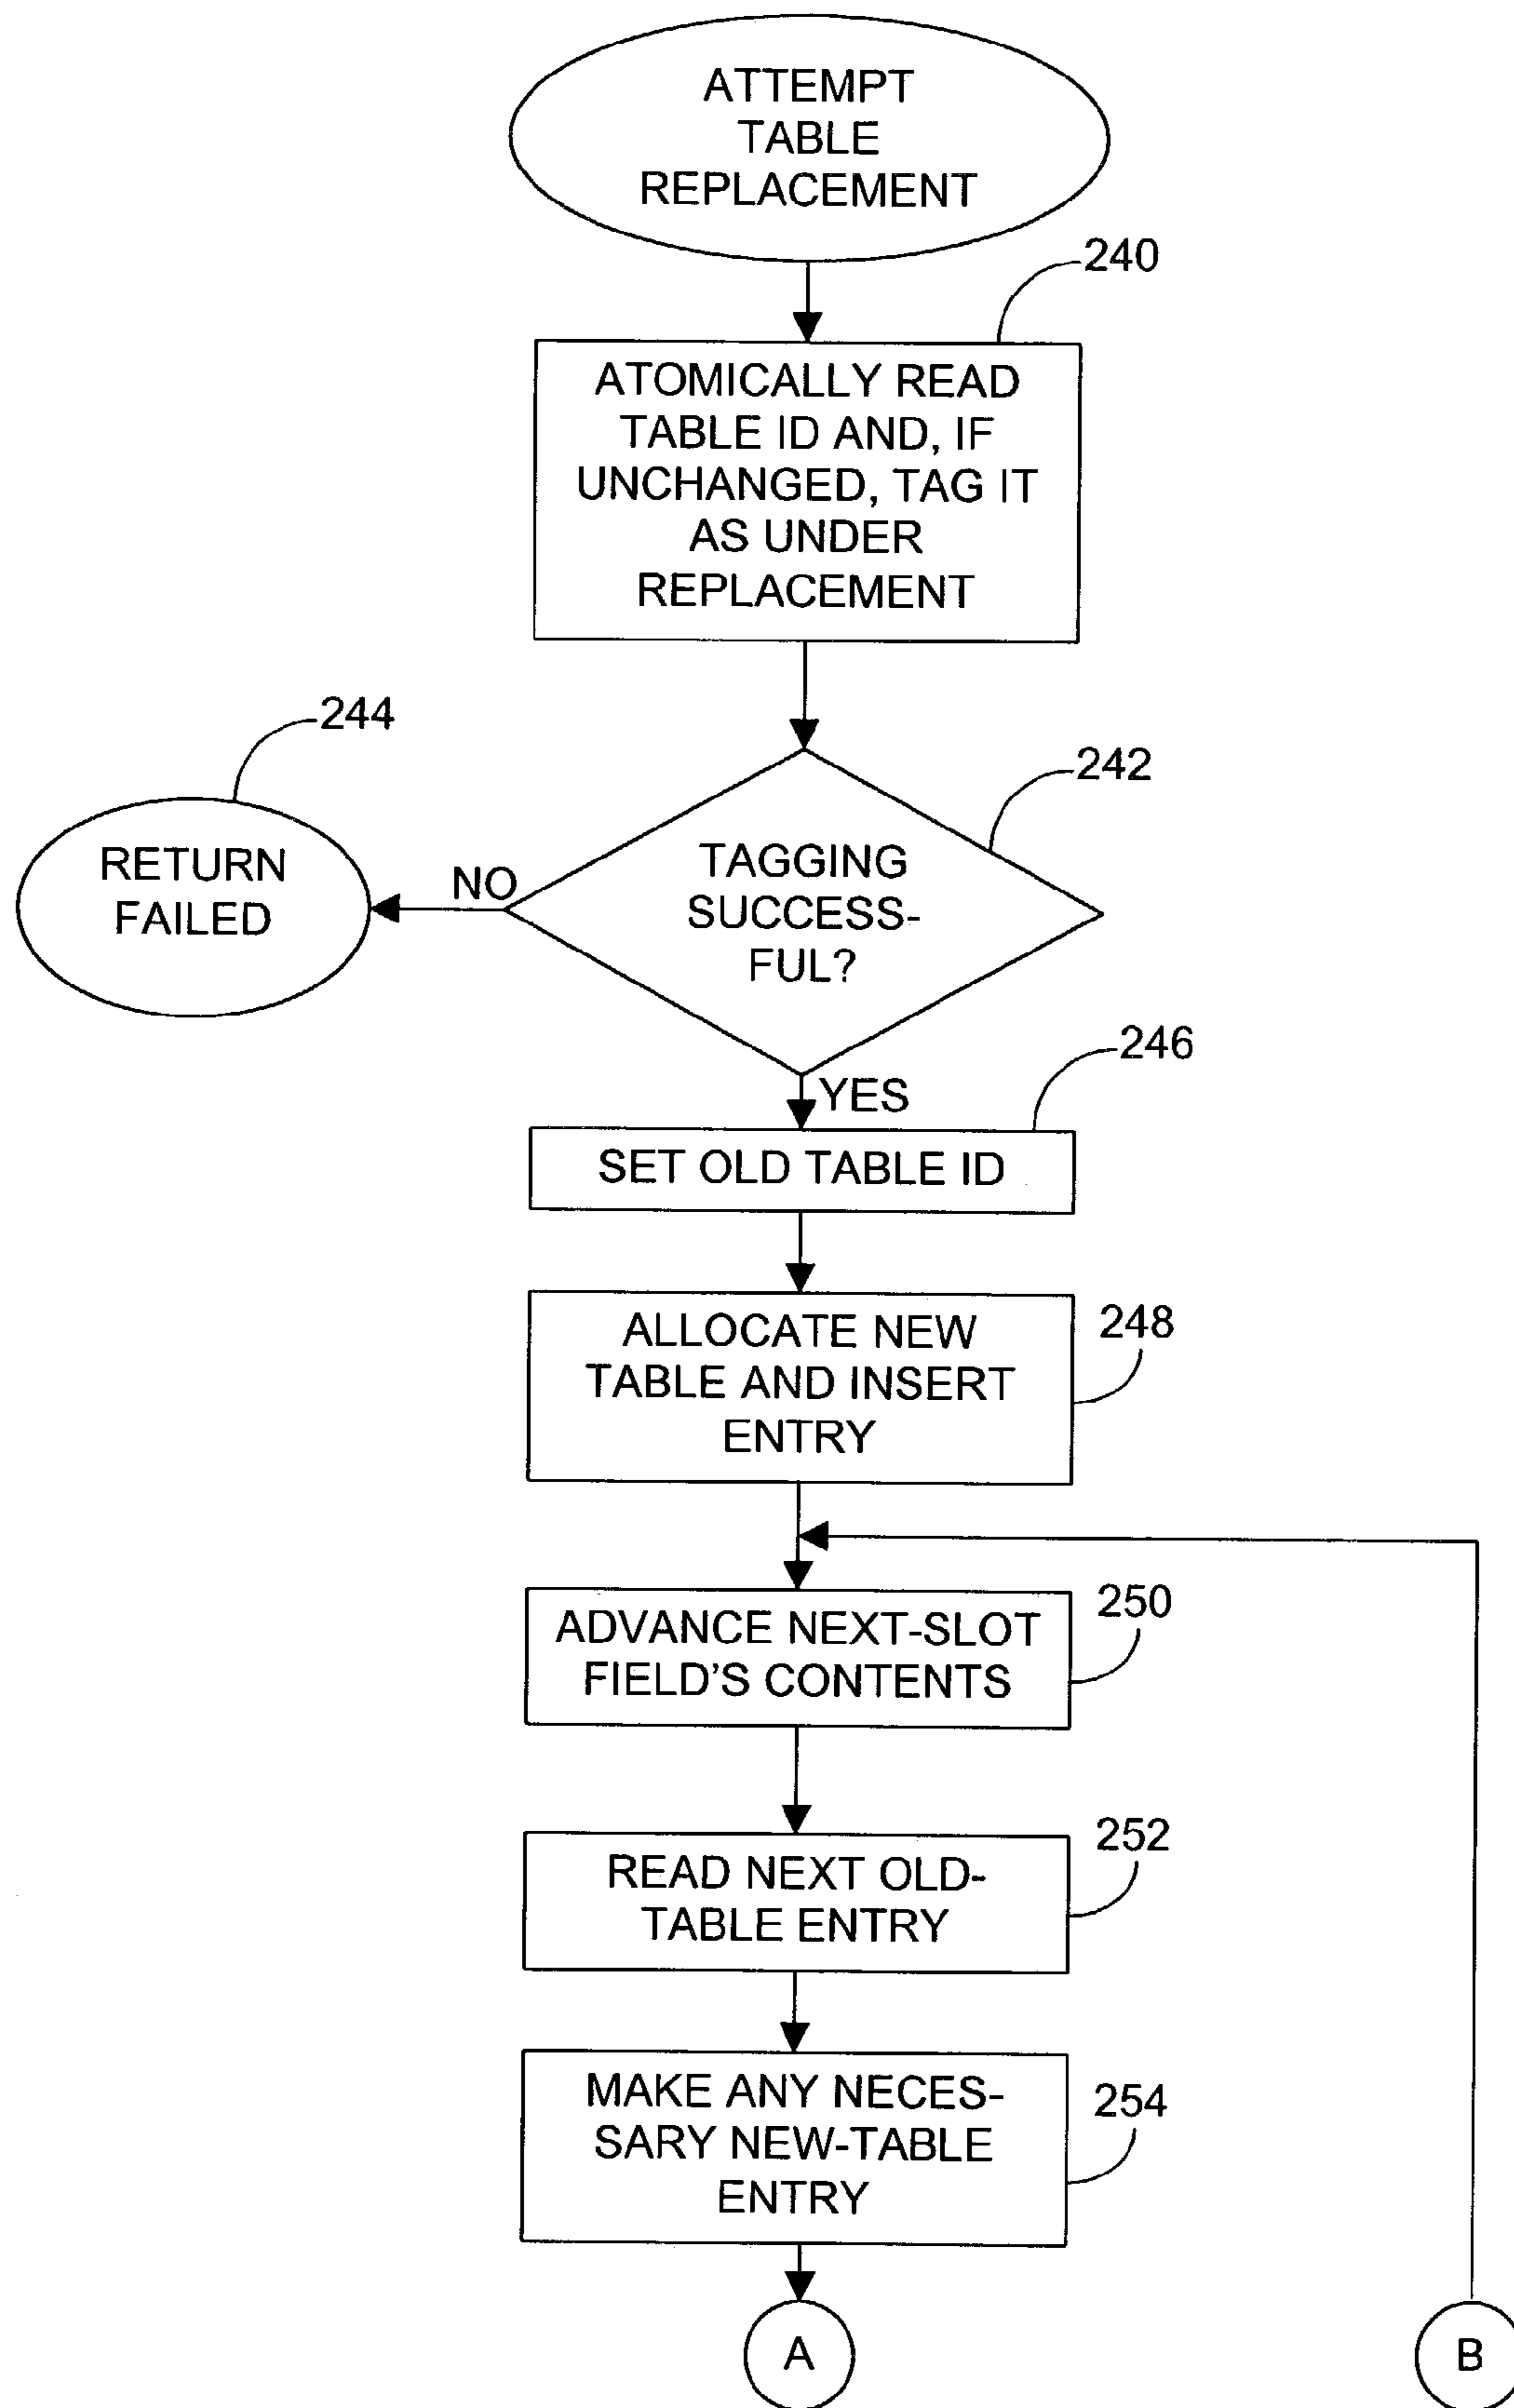 ATTEMPT
TABLE
REPLACEMENT
240
ATOMICALLY READ
TABLE ID AND, IF
UNCHANGED, TAG IT
AS UNDER
REPLACEMENT
244
242
RETURN
FAILED
NO
TAGGING
SUCCESS-
FUL?
246
YES
SET OLD TABLE ID
248
ALLOCATE NEW
TABLE AND INSERT
ENTRY
250
ADVANCE NEXT-SLOT
FIELD'S CONTENTS
252
READ NEXT OLD-
TABLE ENTRY
254
MAKE ANY NECES-
SARY NEW-TABLE
ENTRY
A
B